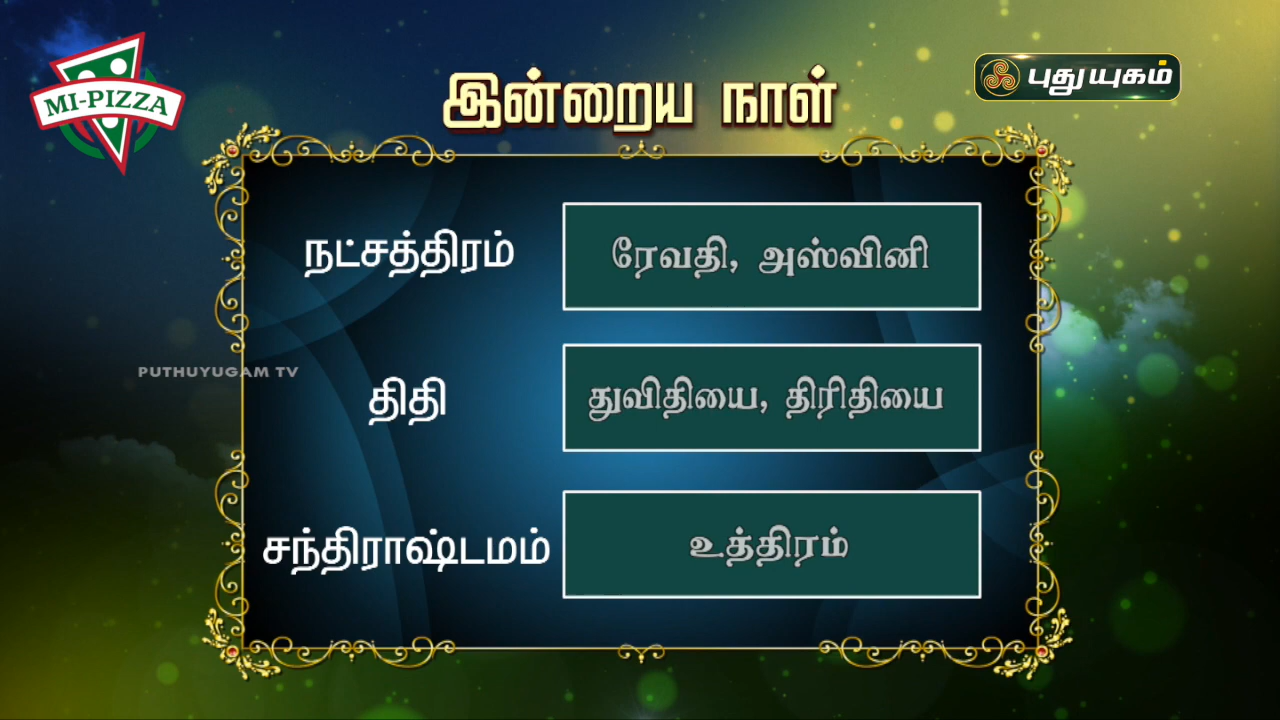 MI-PIZZA
இன்றைய நாள்
புதுயுகம்
நட்சத்திரம் ரேவதி, அஸ்வினி
PUTHUYUGAM TV
திதி துவிதியை, திரிதியை
சந்திராஷ்டமம் உத்திரம்